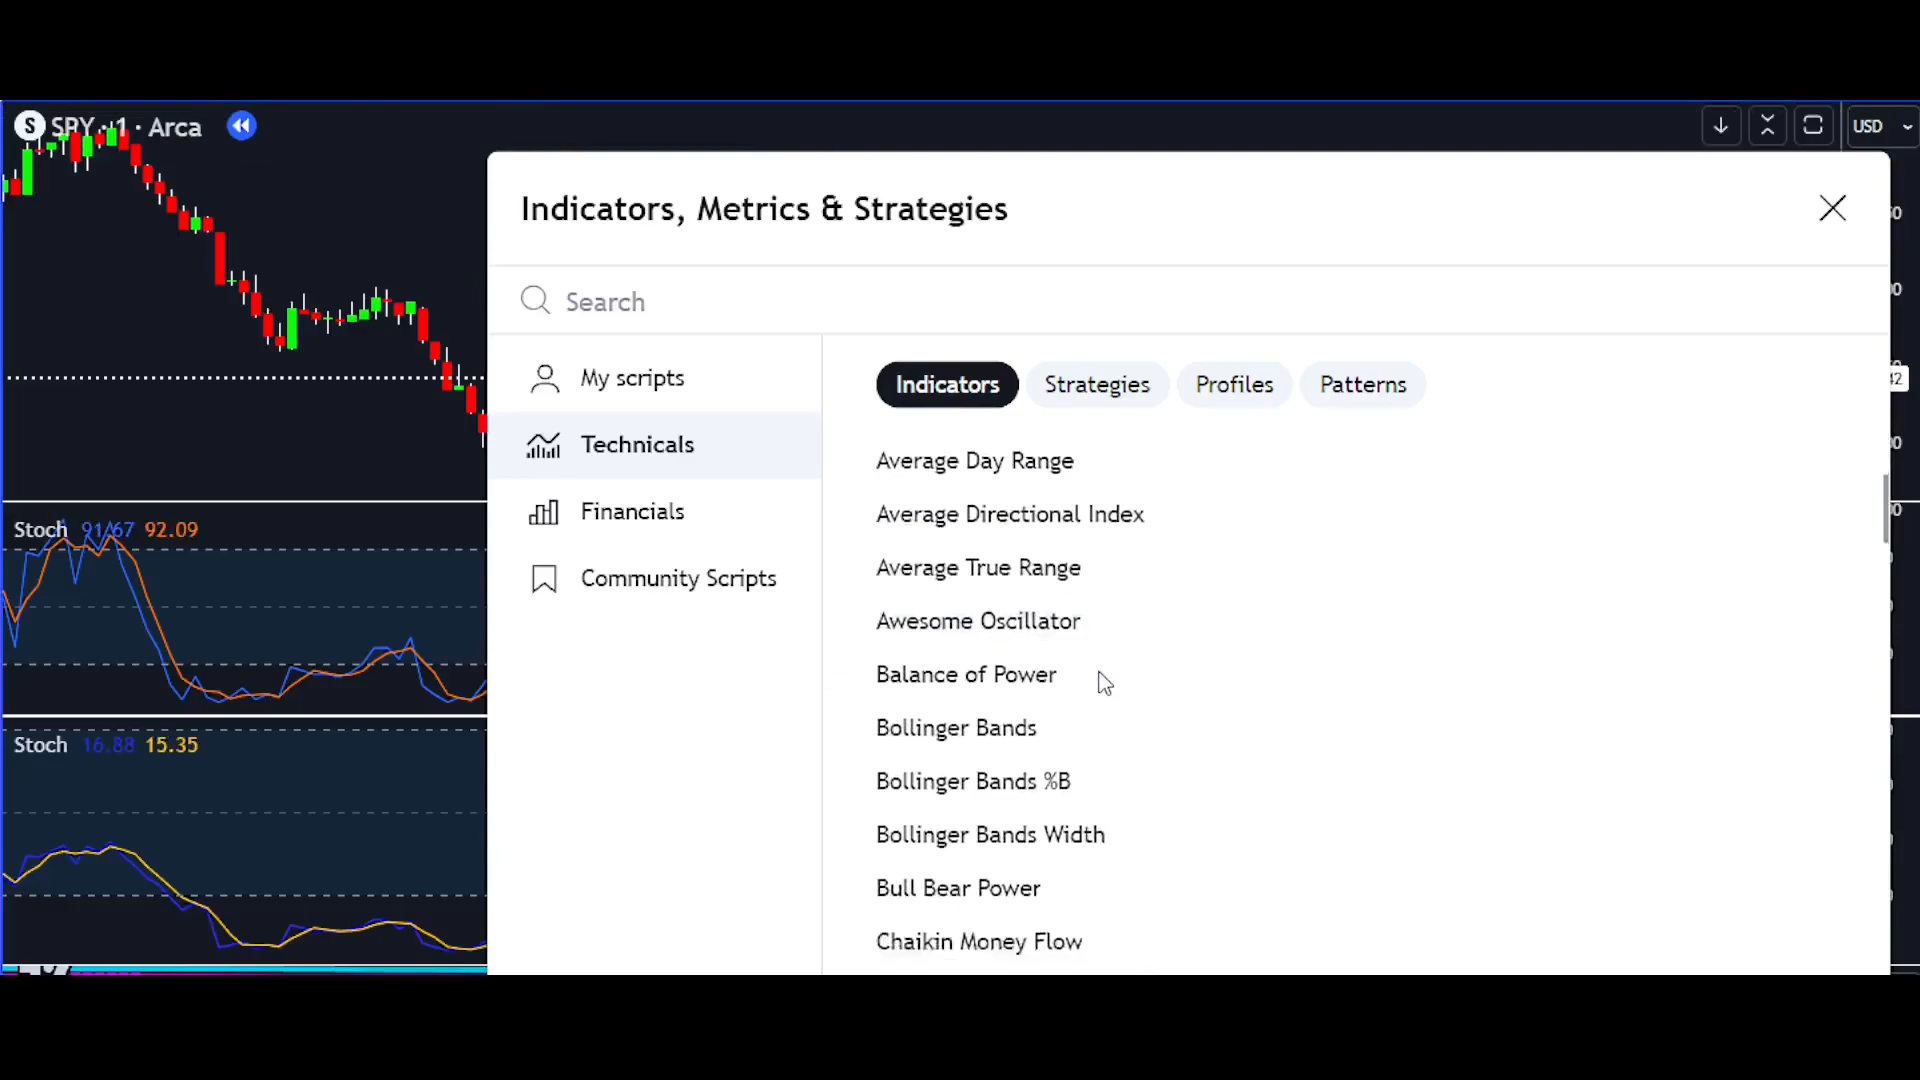 S SPY · 1 · Arca
USD
Indicators, Metrics & Strategies
Search
My scripts
Technicals
Financials
Community Scripts
Indicators
Strategies
Profiles
Patterns
Average Day Range
Average Directional Index
Average True Range
Awesome Oscillator
Balance of Power
Bollinger Bands
Bollinger Bands %B
Bollinger Bands Width
Bull Bear Power
Chaikin Money Flow
Stoch 91.67 92.09
Stoch 16.88 15.35